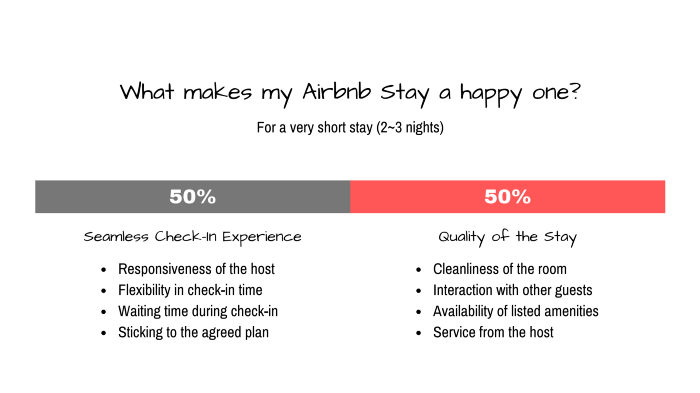 What makes my Airbnb Stay a happy one?
For a very short stay (2~3 nights)
50%
50%
Seamless Check-In Experience
Responsiveness of the host
Flexibility in check-in time
Waiting time during check-in
Sticking to the agreed plan
Quality of the Stay
Cleanliness of the room
Interaction with other guests
Availability of listed amenities
Service from the host